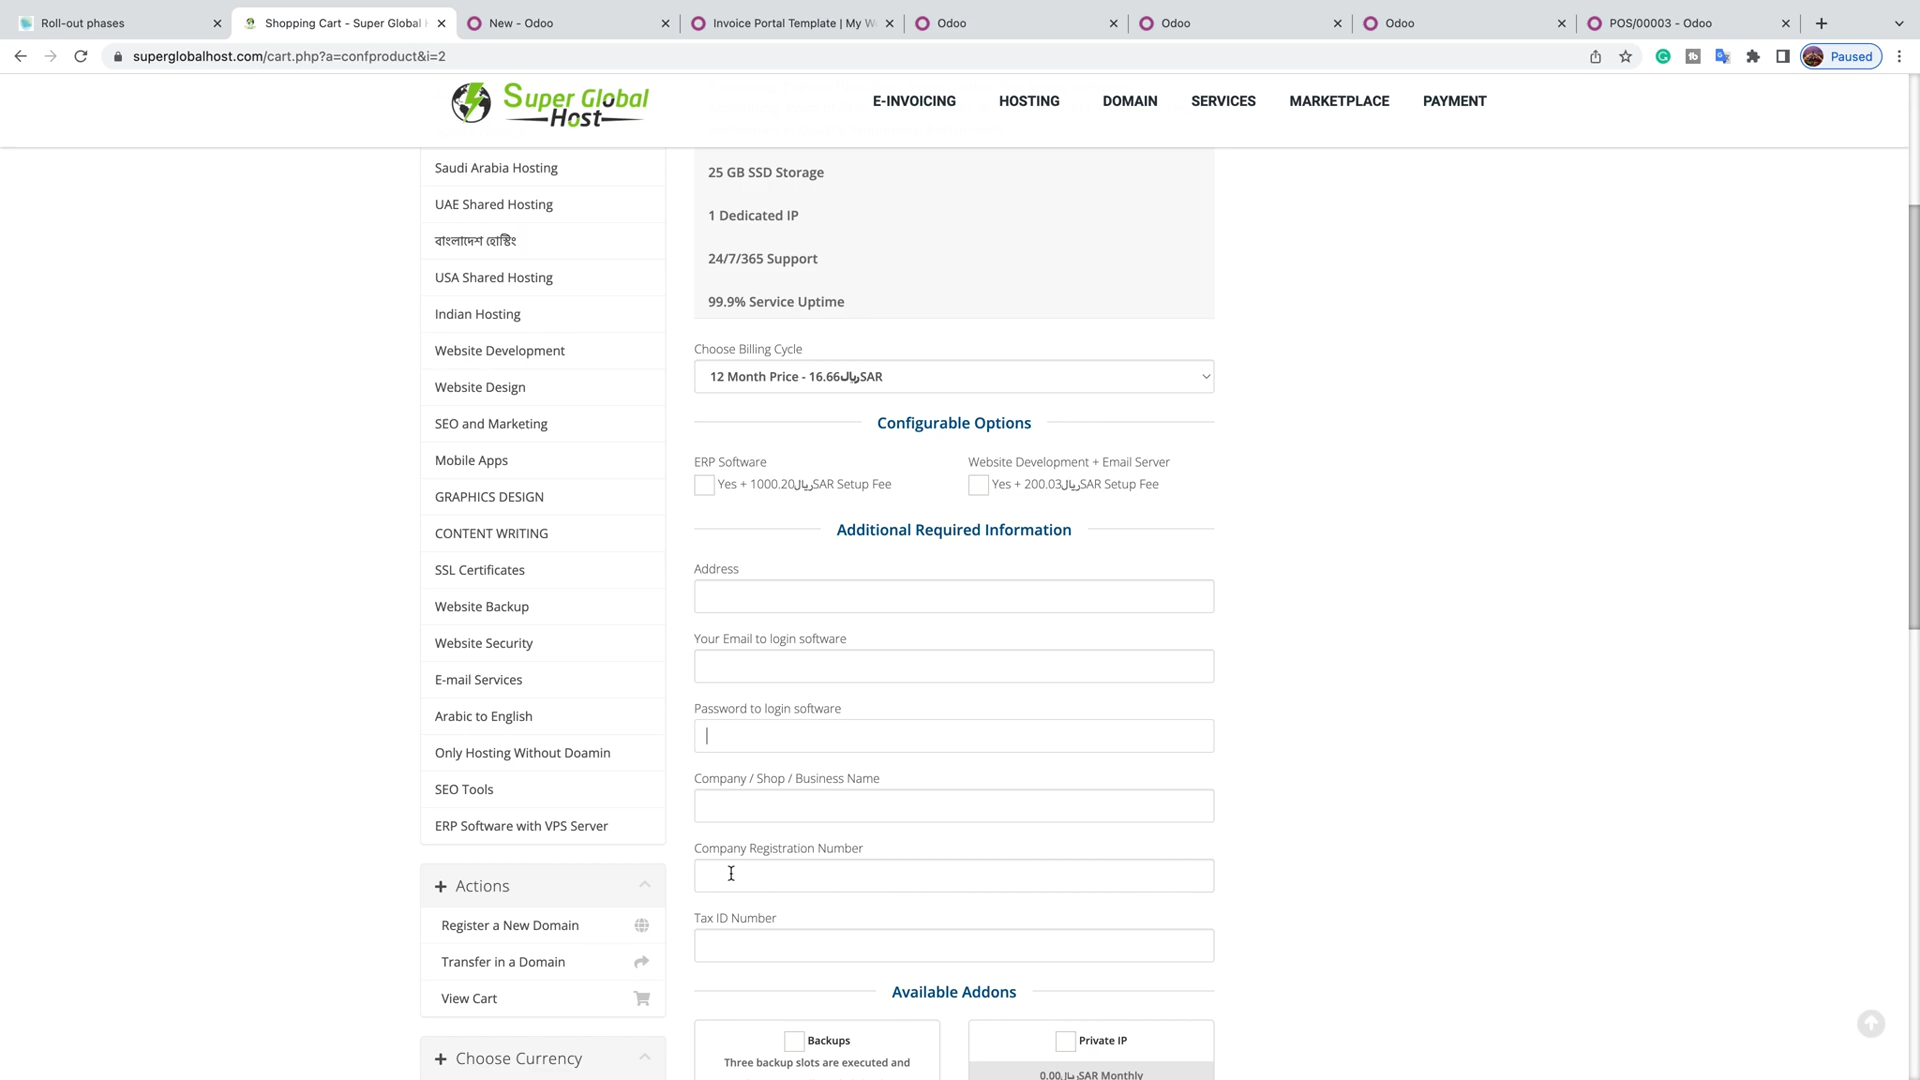 Roll-out phases
Shopping Cart - Super Global
New - Odoo
Invoice Portal Template | My W
Odoo
Odoo
Odoo
POS/00003 - Odoo
superglobalhost.com/cart.php?a=confproduct&i=2
Paused
Super Global
Host
E-INVOICING
HOSTING
DOMAIN
SERVICES
MARKETPLACE
PAYMENT
Saudi Arabia Hosting
UAE Shared Hosting
বাংলাদেশ হোস্টিং
USA Shared Hosting
Indian Hosting
Website Development
Website Design
SEO and Marketing
Mobile Apps
GRAPHICS DESIGN
CONTENT WRITING
SSL Certificates
Website Backup
Website Security
E-mail Services
Arabic to English
Only Hosting Without Doamin
SEO Tools
ERP Software with VPS Server
Actions
Register a New Domain
Transfer in a Domain
View Cart
Choose Currency
25 GB SSD Storage
1 Dedicated IP
24/7/365 Support
99.9% Service Uptime
Choose Billing Cycle
12 Month Price - 16.66ريالSAR
Configurable Options
ERP Software
Yes + 1000.20ريالSAR Setup Fee
Website Development + Email Server
Yes + 200.03ريالSAR Setup Fee
Additional Required Information
Address
Your Email to login software
Password to login software
Company / Shop / Business Name
Company Registration Number
Tax ID Number
Available Addons
Backups
Three backup slots are executed and
Private IP
0.00ريالSAR Monthly